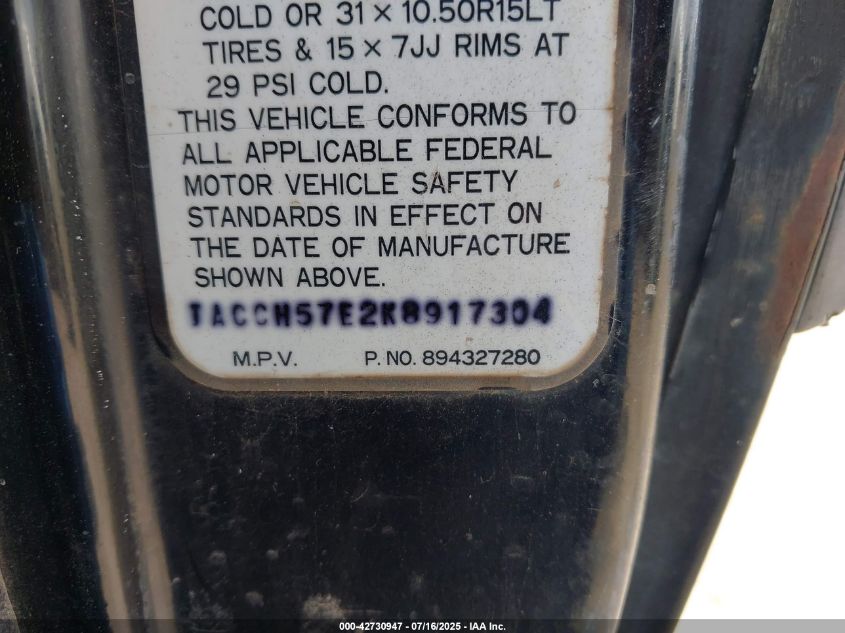 COLD OR 31 × 10.50R15LT
TIRES & 15 × 7JJ RIMS AT
29 PSI COLD.
THIS VEHICLE CONFORMS TO
ALL APPLICABLE FEDERAL
MOTOR VEHICLE SAFETY
STANDARDS IN EFFECT ON
THE DATE OF MANUFACTURE
SHOWN ABOVE.
JACCH57E2K8917304
M.P.V. P. NO. 894327280
000-42730947 - 07/16/2025 - IAA Inc.